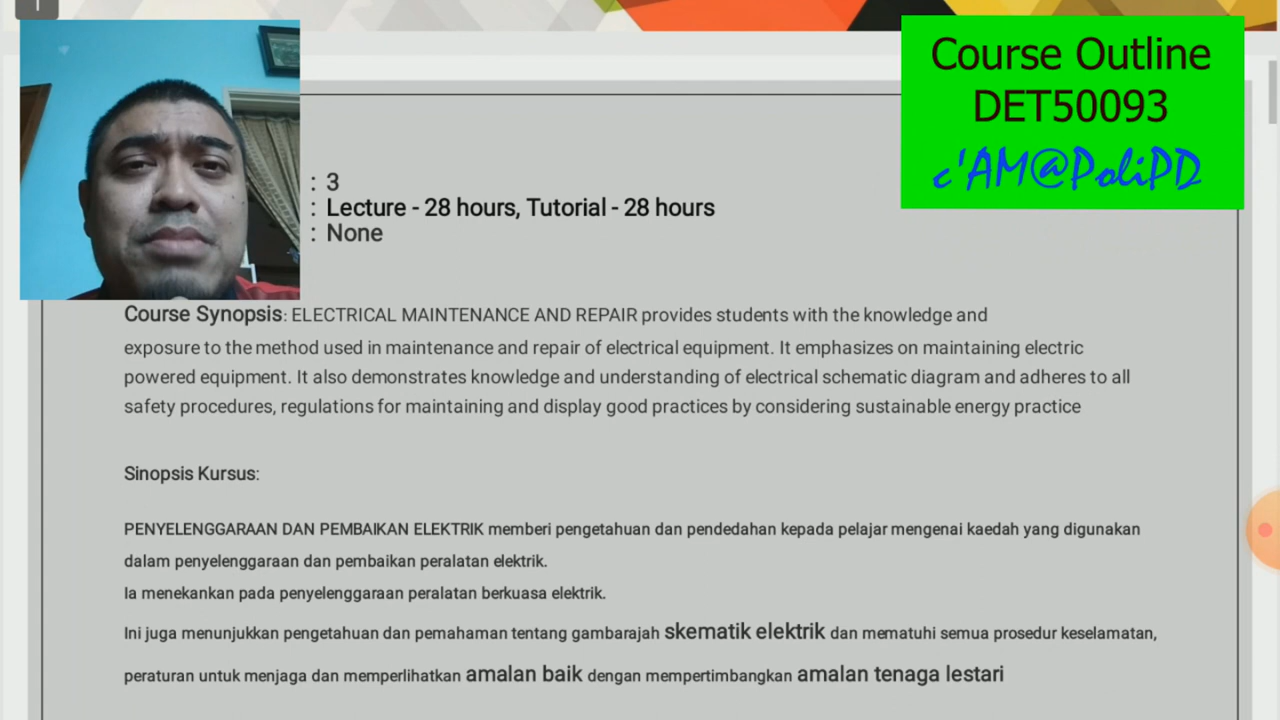 Course Outline
DET50093
c'AM@PoliPD
: 3
: Lecture - 28 hours, Tutorial - 28 hours
: None
Course Synopsis: ELECTRICAL MAINTENANCE AND REPAIR provides students with the knowledge and
exposure to the method used in maintenance and repair of electrical equipment. It emphasizes on maintaining electric
powered equipment. It also demonstrates knowledge and understanding of electrical schematic diagram and adheres to all
safety procedures, regulations for maintaining and display good practices by considering sustainable energy practice
Sinopsis Kursus:
PENYELENGGARAAN DAN PEMBAIKAN ELEKTRIK memberi pengetahuan dan pendedahan kepada pelajar mengenai kaedah yang digunakan
dalam penyelenggaraan dan pembaikan peralatan elektrik.
Ia menekankan pada penyelenggaraan peralatan berkuasa elektrik.
Ini juga menunjukkan pengetahuan dan pemahaman tentang gambarajah skematik elektrik dan mematuhi semua prosedur keselamatan,
peraturan untuk menjaga dan memperlihatkan amalan baik dengan mempertimbangkan amalan tenaga lestari